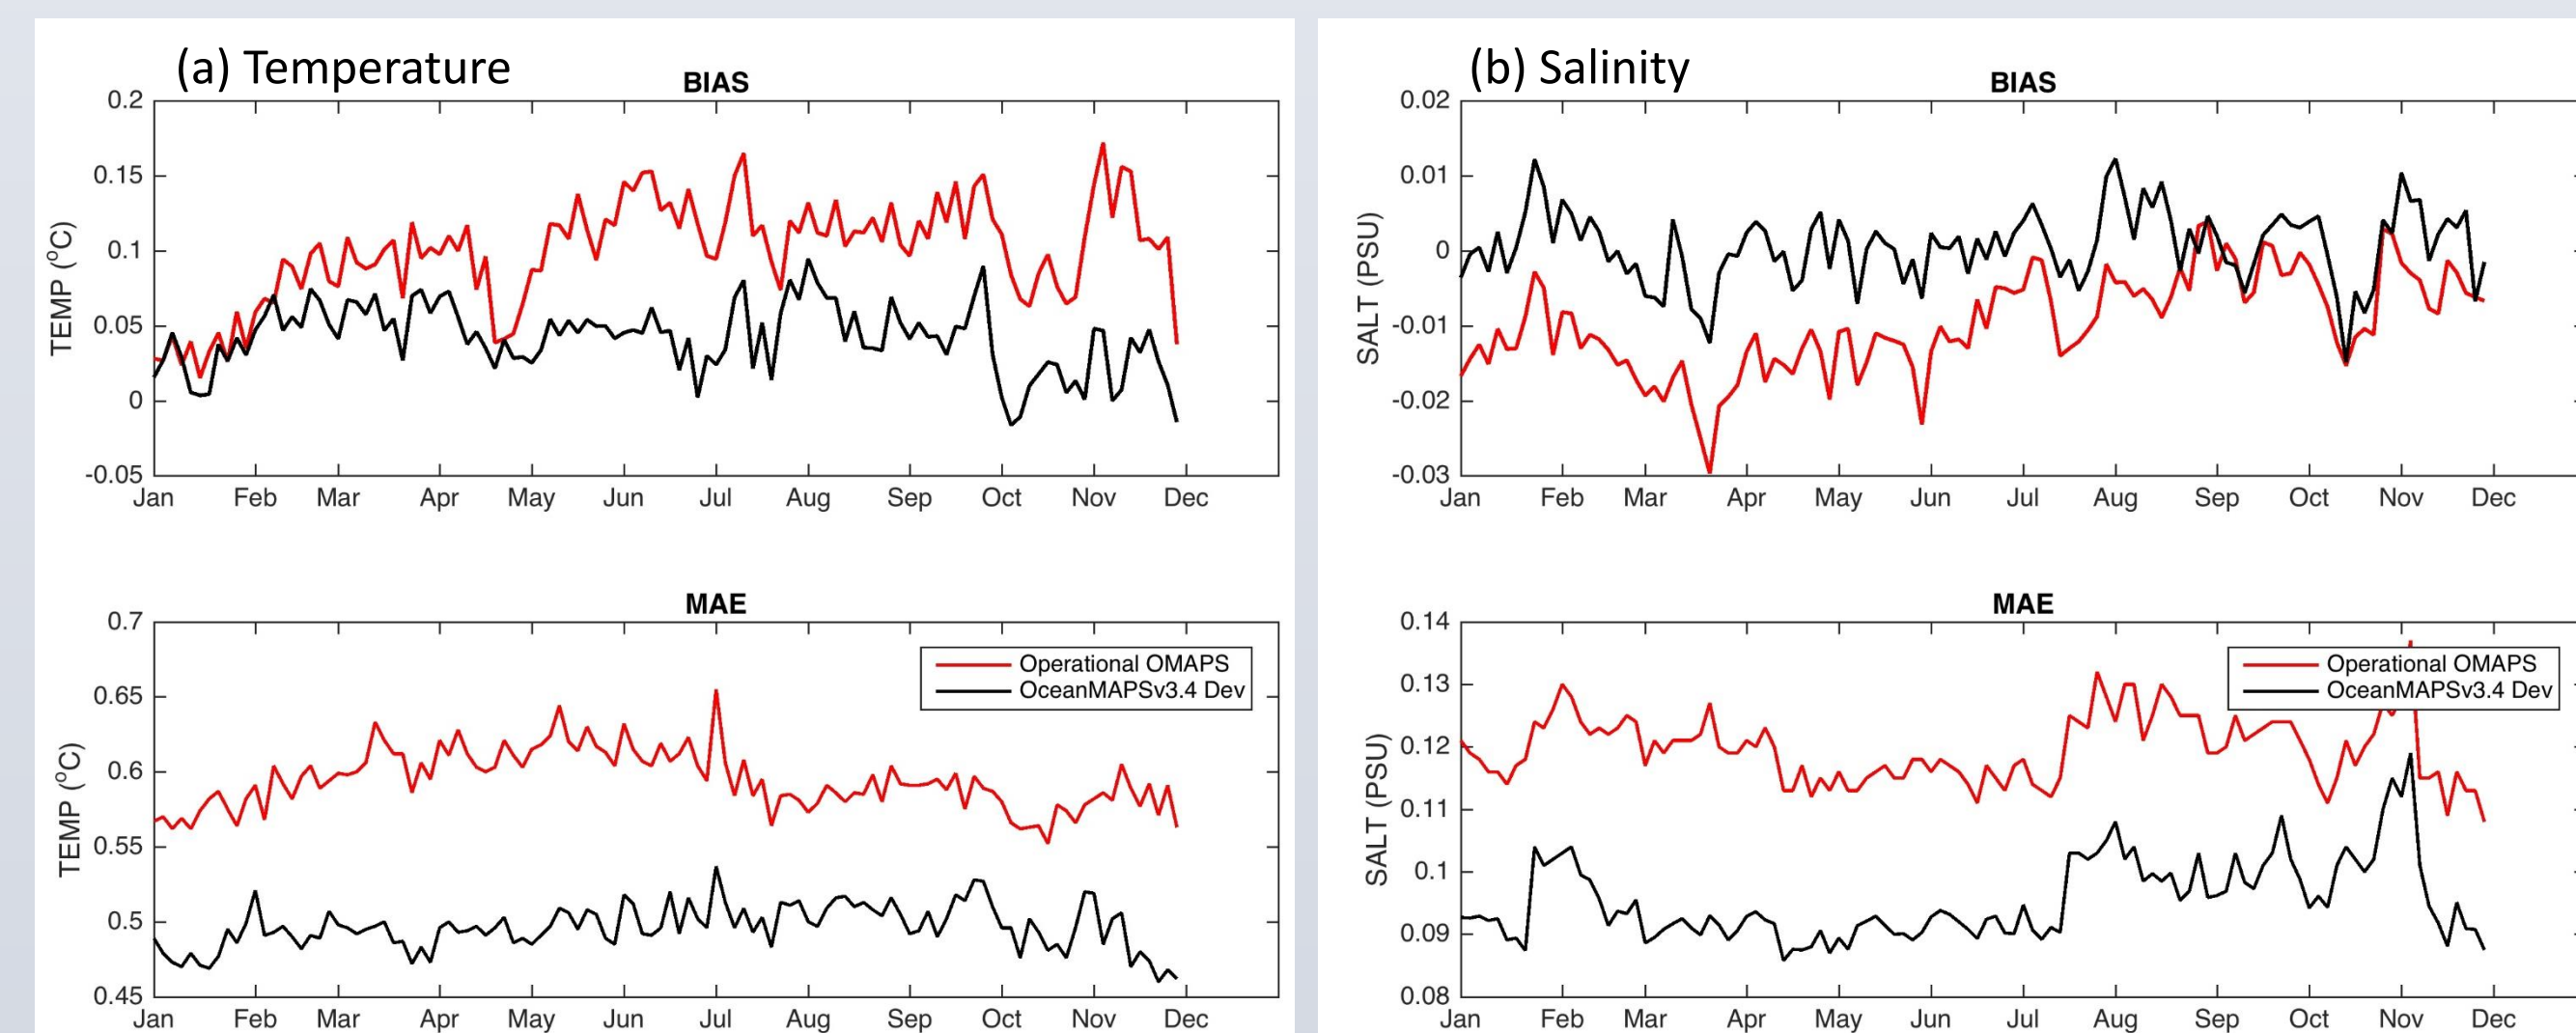 (a) Temperature
BIAS
0.2
0.15
0.1
0.05
0
-0.05
TEMP (°C)
Jan Feb Mar Apr May Jun Jul Aug Sep Oct Nov Dec
MAE
0.7
0.65
0.6
0.55
0.5
0.45
TEMP (°C)
Operational OMAPS
OceanMAPSv3.4 Dev
Jan Feb Mar Apr May Jun Jul Aug Sep Oct Nov Dec
(b) Salinity
BIAS
0.02
0.01
0
-0.01
-0.02
-0.03
SALT (PSU)
Jan Feb Mar Apr May Jun Jul Aug Sep Oct Nov Dec
MAE
0.14
0.13
0.12
0.11
0.1
0.09
0.08
SALT (PSU)
Operational OMAPS
OceanMAPSv3.4 Dev
Jan Feb Mar Apr May Jun Jul Aug Sep Oct Nov Dec